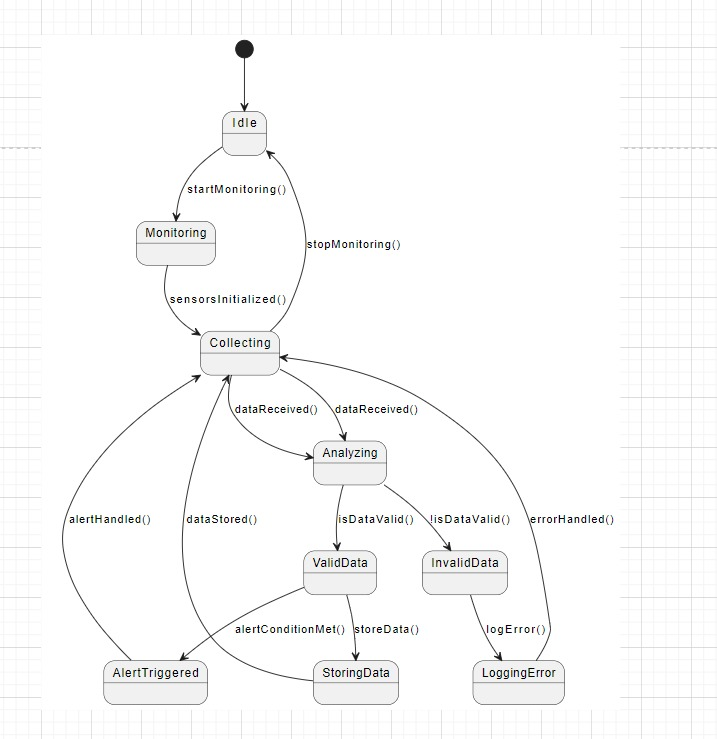 Idle
startMonitoring()
Monitoring
stopMonitoring()
sensorsInitialized()
Collecting
dataReceived()
dataReceived()
Analyzing
alertHandled()
dataStored()
isDataValid()
!isDataValid()
errorHandled()
ValidData
InvalidData
alertConditionMet()
storeData()
logError()
AlertTriggered
StoringData
LoggingError